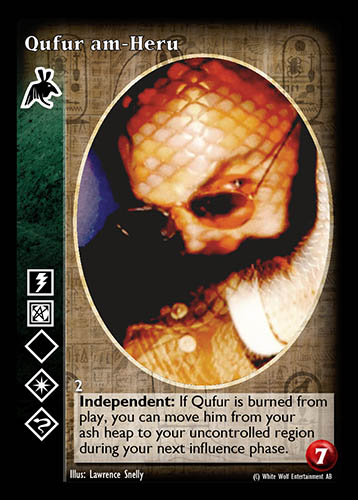 Qufur am-Heru
2
Independent: If Qufur is burned from
play, you can move him from your
ash heap to your uncontrolled region
during your next influence phase.
7
Illus: Lawrence Snelly
(C) White Wolf Entertainment AB